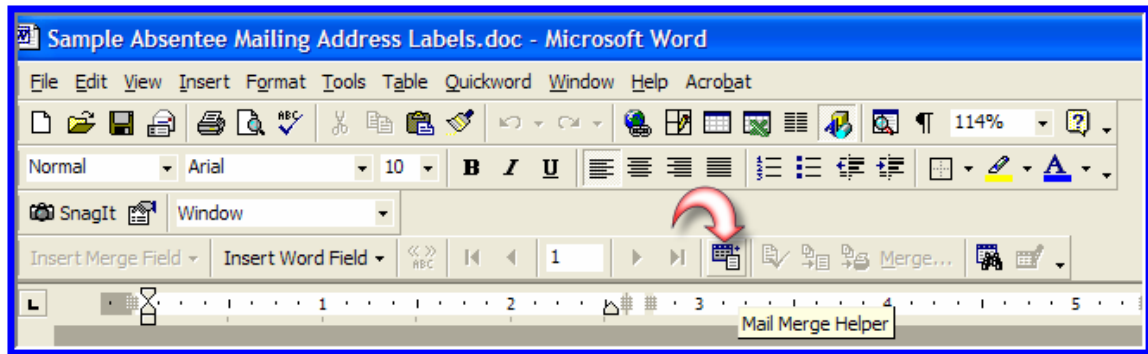 Sample Absentee Mailing Address Labels.doc - Microsoft Word
File Edit View Insert Format Tools Table Quickword Window Help Acrobat
ABC 114%
Normal Arial 10 B I U A
SnagIt Window
Insert Merge Field Insert Word Field « » ABC 1 Merge...
L 1 2 3 4 5
Mail Merge Helper